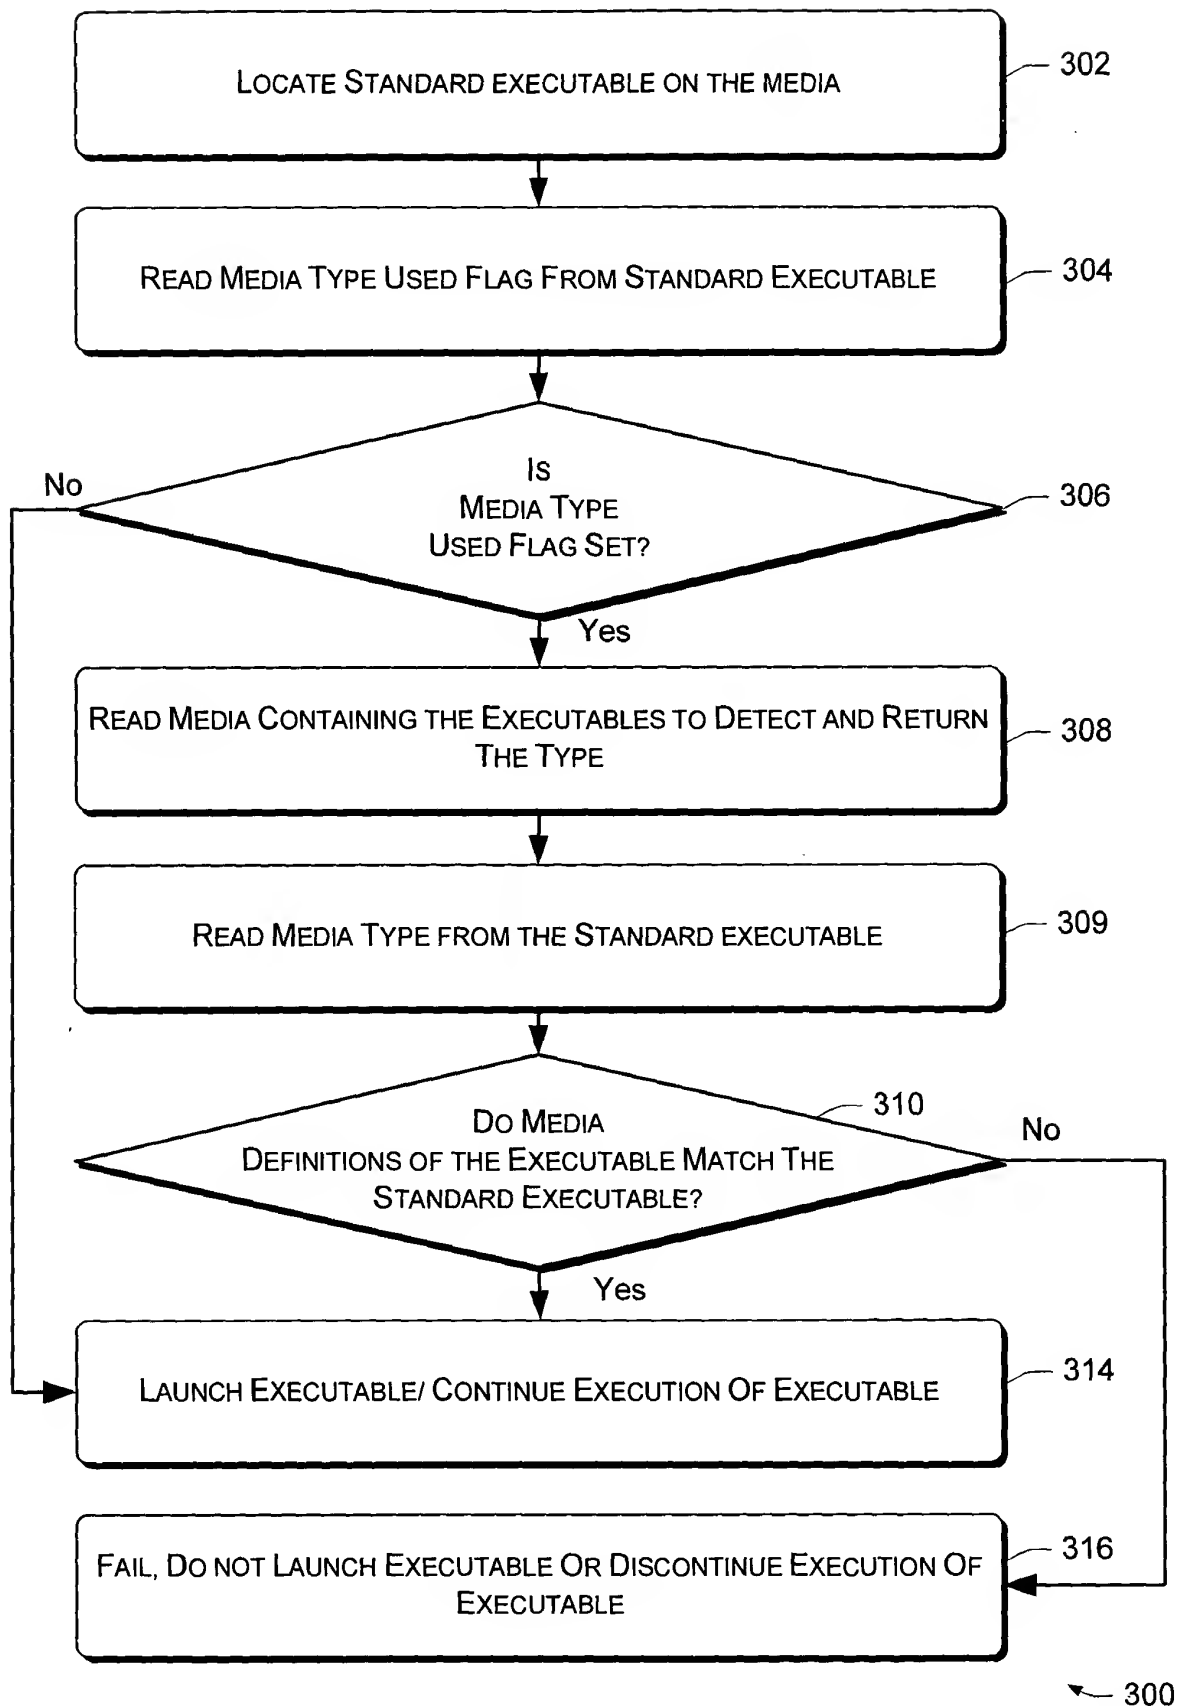 LOCATE STANDARD EXECUTABLE ON THE MEDIA
302
READ MEDIA TYPE USED FLAG FROM STANDARD EXECUTABLE
304
IS
MEDIA TYPE
USED FLAG SET?
No
306
Yes
READ MEDIA CONTAINING THE EXECUTABLES TO DETECT AND RETURN
THE TYPE
308
READ MEDIA TYPE FROM THE STANDARD EXECUTABLE
309
DO MEDIA
DEFINITIONS OF THE EXECUTABLE MATCH THE
STANDARD EXECUTABLE?
310
No
Yes
LAUNCH EXECUTABLE/ CONTINUE EXECUTION OF EXECUTABLE
314
FAIL, DO NOT LAUNCH EXECUTABLE OR DISCONTINUE EXECUTION OF
EXECUTABLE
316
300